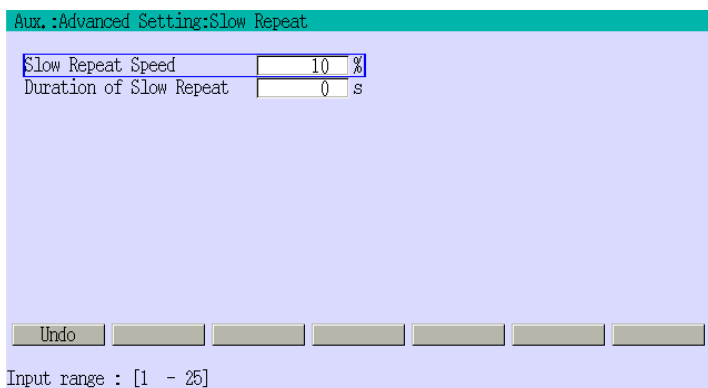 Aux.:Advanced Setting:Slow Repeat
Slow Repeat Speed 10 %
Duration of Slow Repeat 0 s
Undo
Input range : [1 - 25]